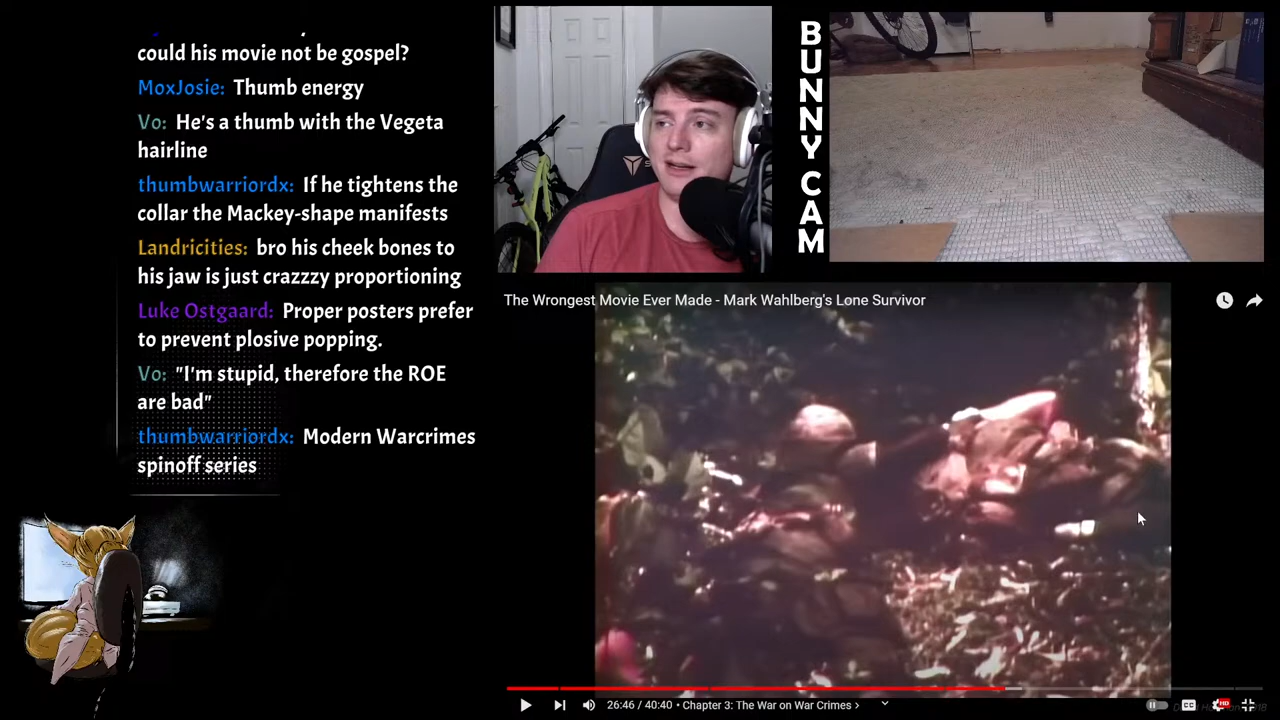 could his movie not be gospel?
MoxJosie: Thumb energy
Vo: He's a thumb with the Vegeta
hairline
thumbwarriordx: If he tightens the
collar the Mackey-shape manifests
Landricities: bro his cheek bones to
his jaw is just crazzzy proportioning
Luke Ostgaard: Proper posters prefer
to prevent plosive popping.
Vo: "I'm stupid, therefore the ROE
are bad"
thumbwarriordx: Modern Warcrimes
spinoff series
BUNNY CAM
The Wrongest Movie Ever Made - Mark Wahlberg's Lone Survivor
26:46 / 40:40 • Chapter 3: The War on War Crimes >
CC
HD